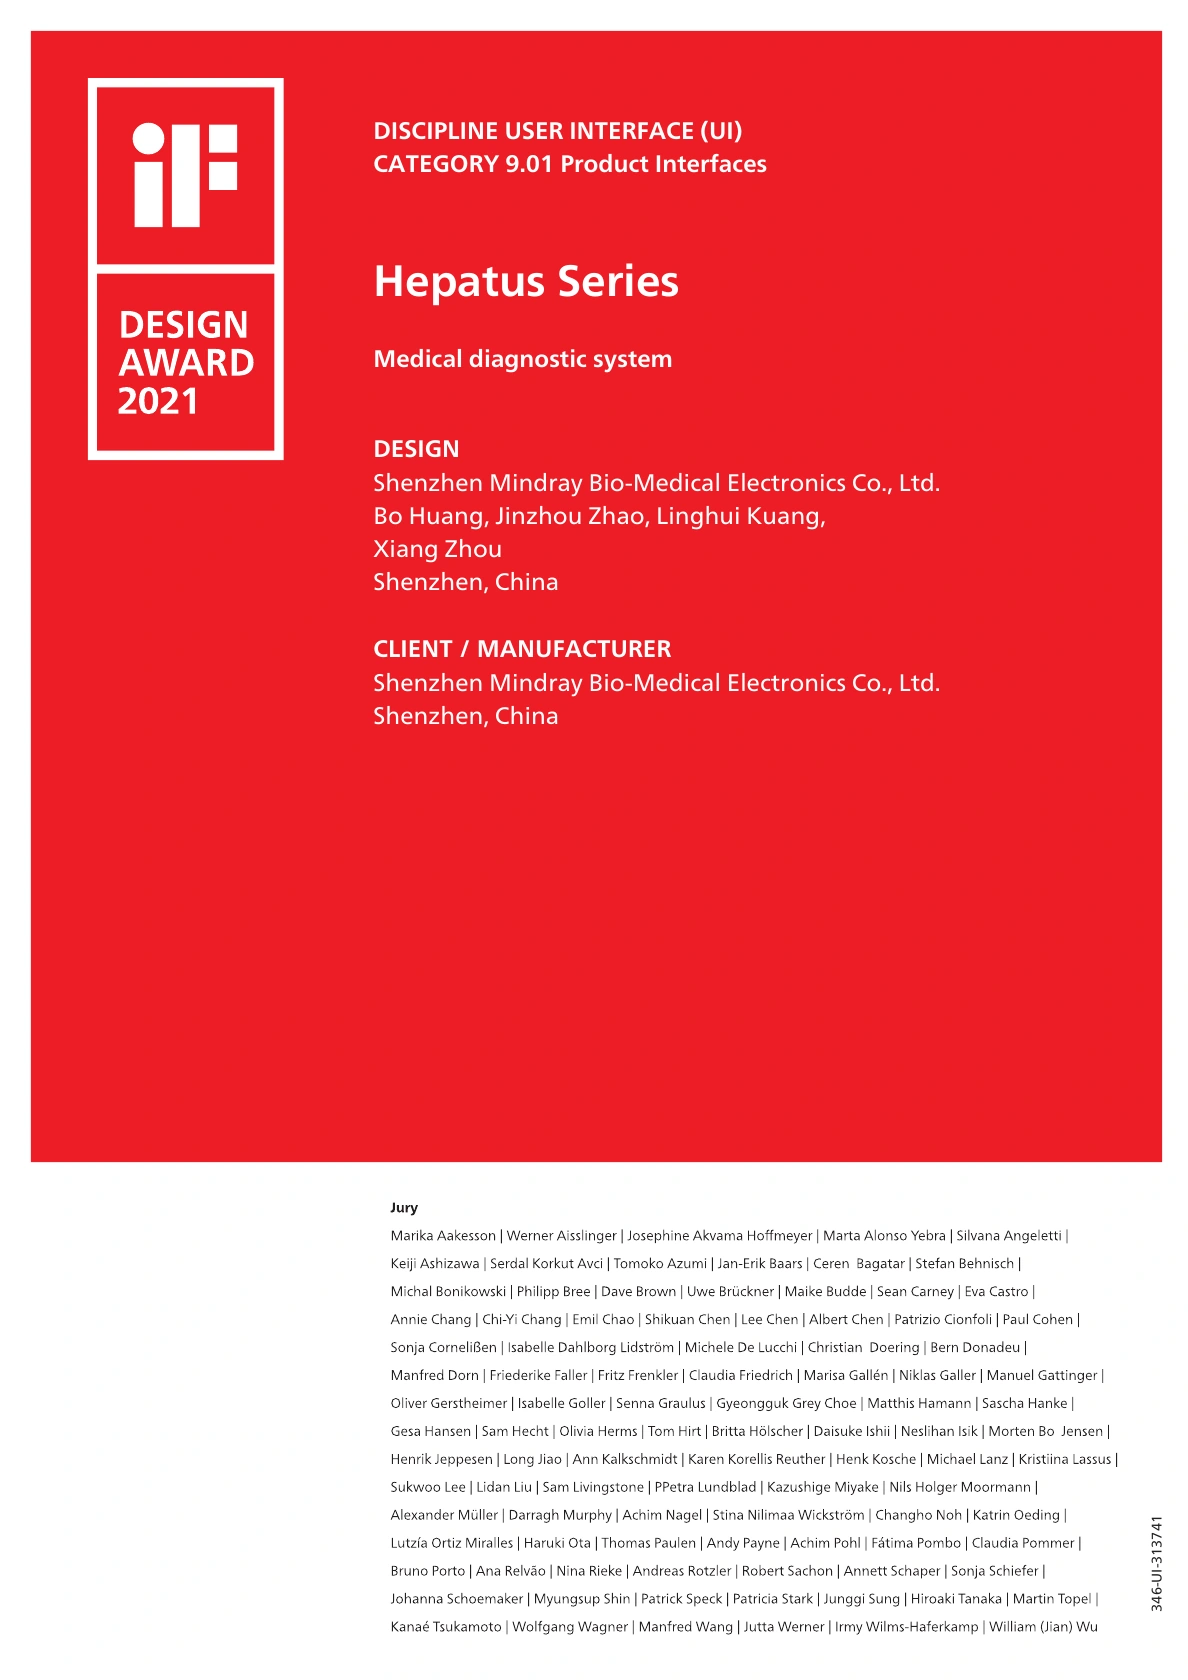 iF
DESIGN
AWARD
2021
DISCIPLINE USER INTERFACE (UI)
CATEGORY 9.01 Product Interfaces
Hepatus Series
Medical diagnostic system
DESIGN
Shenzhen Mindray Bio-Medical Electronics Co., Ltd.
Bo Huang, Jinzhou Zhao, Linghui Kuang,
Xiang Zhou
Shenzhen, China
CLIENT / MANUFACTURER
Shenzhen Mindray Bio-Medical Electronics Co., Ltd.
Shenzhen, China
Jury
Marika Aakesson | Werner Aisslinger | Josephine Akvama Hoffmeyer | Marta Alonso Yebra | Silvana Angeletti |
Keiji Ashizawa | Serdal Korkut Avci | Tomoko Azumi | Jan-Erik Baars | Ceren  Bagatar | Stefan Behnisch |
Michal Bonikowski | Philipp Bree | Dave Brown | Uwe Brückner | Maike Budde | Sean Carney | Eva Castro |
Annie Chang | Chi-Yi Chang | Emil Chao | Shikuan Chen | Lee Chen | Albert Chen | Patrizio Cionfoli | Paul Cohen |
Sonja Cornelißen | Isabelle Dahlborg Lidström | Michele De Lucchi | Christian  Doering | Bern Donadeu |
Manfred Dorn | Friederike Faller | Fritz Frenkler | Claudia Friedrich | Marisa Gallén | Niklas Galler | Manuel Gattinger |
Oliver Gerstheimer | Isabelle Goller | Senna Graulus | Gyeongguk Grey Choe | Matthis Hamann | Sascha Hanke |
Gesa Hansen | Sam Hecht | Olivia Herms | Tom Hirt | Britta Hölscher | Daisuke Ishii | Neslihan Isik | Morten Bo  Jensen |
Henrik Jeppesen | Long Jiao | Ann Kalkschmidt | Karen Korellis Reuther | Henk Kosche | Michael Lanz | Kristiina Lassus |
Sukwoo Lee | Lidan Liu | Sam Livingstone | PPetra Lundblad | Kazushige Miyake | Nils Holger Moormann |
Alexander Müller | Darragh Murphy | Achim Nagel | Stina Nilimaa Wickström | Changho Noh | Katrin Oeding |
Lutzía Ortiz Miralles | Haruki Ota | Thomas Paulen | Andy Payne | Achim Pohl | Fátima Pombo | Claudia Pommer |
Bruno Porto | Ana Relvão | Nina Rieke | Andreas Rotzler | Robert Sachon | Annett Schaper | Sonja Schiefer |
Johanna Schoemaker | Myungsup Shin | Patrick Speck | Patricia Stark | Junggi Sung | Hiroaki Tanaka | Martin Topel |
Kanaé Tsukamoto | Wolfgang Wagner | Manfred Wang | Jutta Werner | Irmy Wilms-Haferkamp | William (Jian) Wu
346-UI-313741